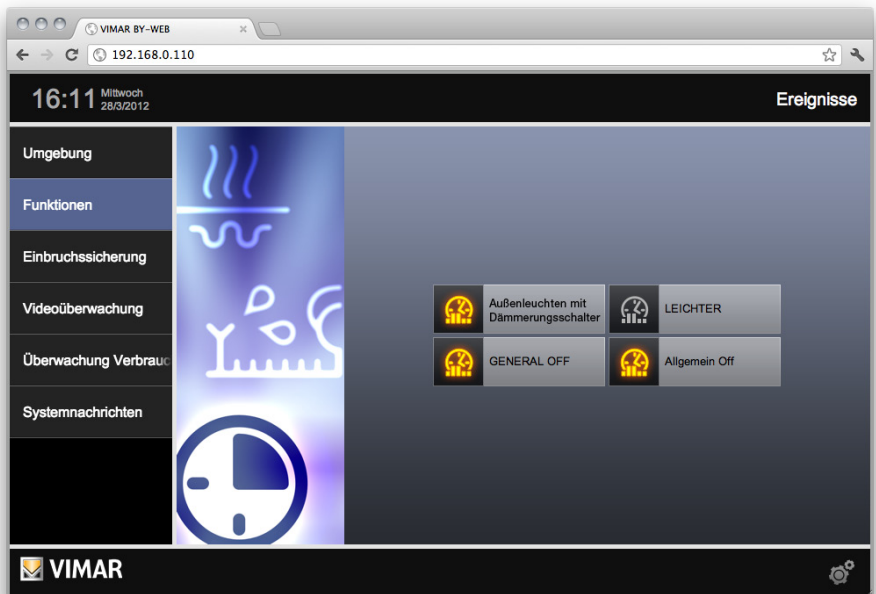 VIMAR BY-WEB
192.168.0.110
16:11
Mittwoch
28/3/2012
Ereignisse
Umgebung
Funktionen
Einbruchssicherung
Videoüberwachung
Überwachung Verbrauc
Systemnachrichten
Außenleuchten mit
Dämmerungsschalter
LEICHTER
GENERAL OFF
Allgemein Off
VIMAR